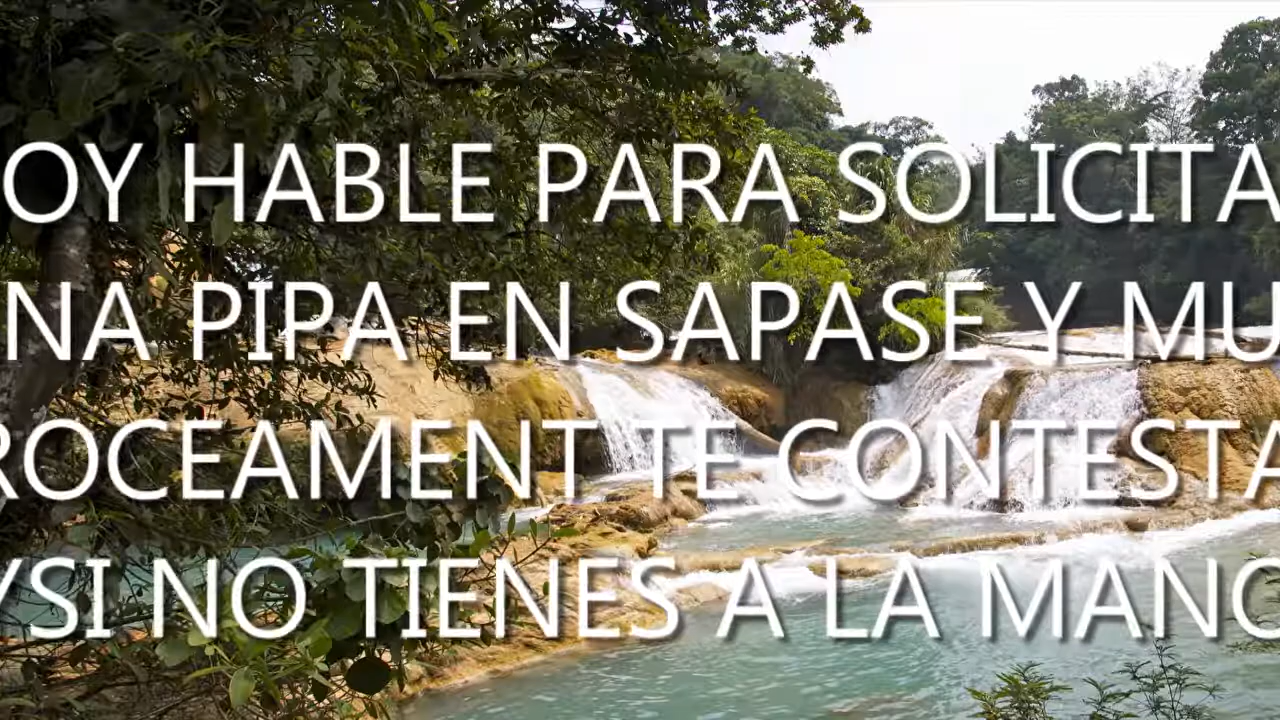 OY HABLE PARA SOLICITA
NA PIPA EN SAPASE Y MU
ROCEAMENT TE CONTESTA
YSI NO TIENES A LA MANO